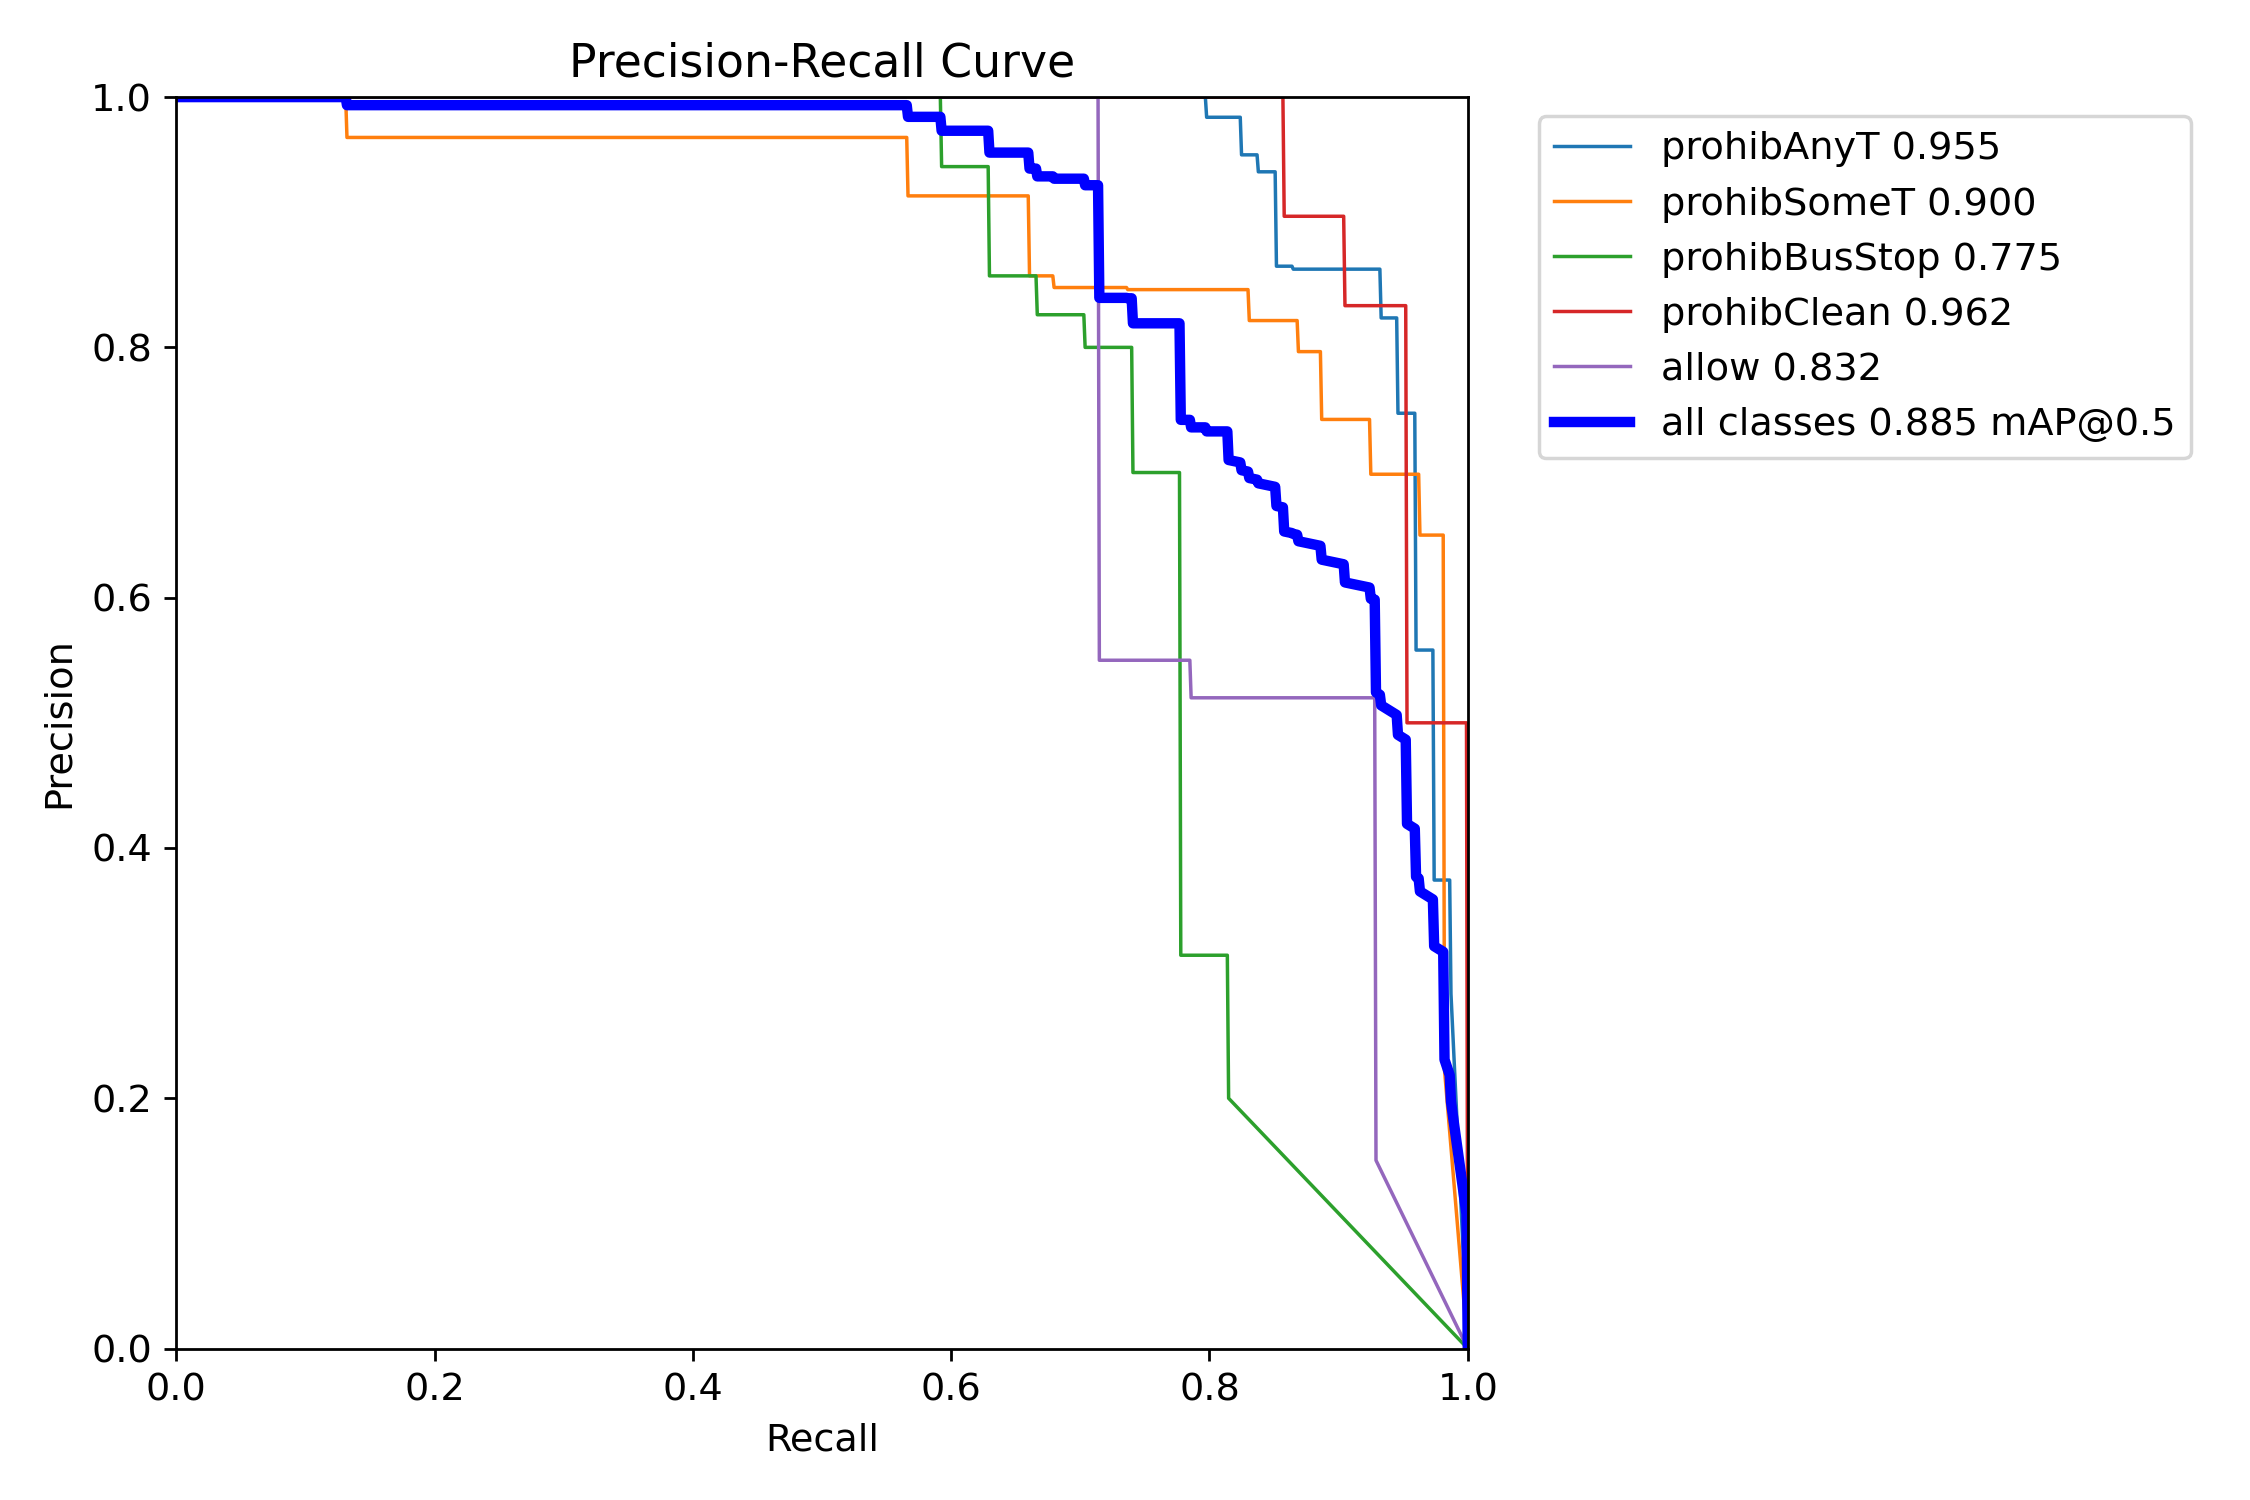 Precision-Recall Curve
1.0
0.8
0.6
0.4
0.2
0.0
Precision
0.0 0.2 0.4 0.6 0.8 1.0
Recall
prohibAnyT 0.955
prohibSomeT 0.900
prohibBusStop 0.775
prohibClean 0.962
allow 0.832
all classes 0.885 mAP@0.5